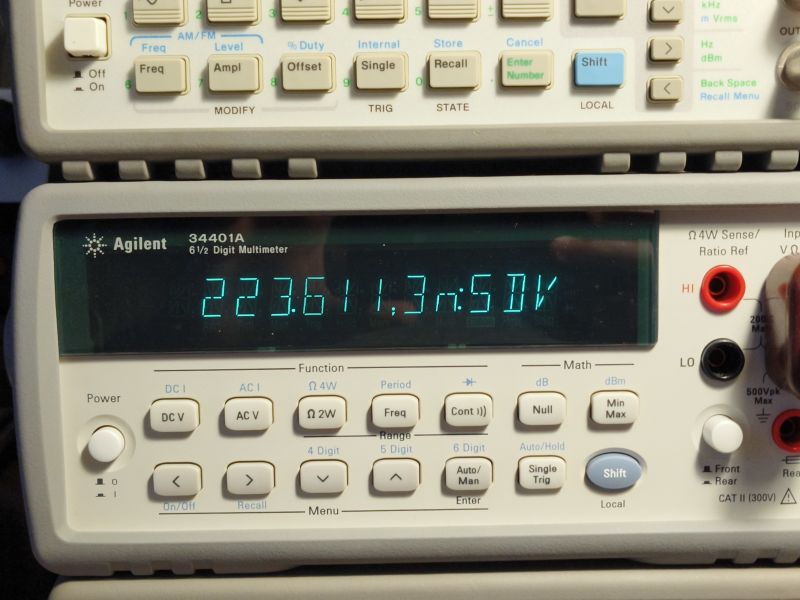 Power
kHz
m Vrms
AM/FM
Freq Level % Duty Internal Store Cancel
Hz
dBm
Freq Ampl Offset Single Recall Enter Number Shift
Off
On
Back Space
Recall Menu
MODIFY TRIG STATE LOCAL
Agilent 34401A
6½ Digit Multimeter
223.611,3n:5DV
Ω 4W Sense/
Ratio Ref
HI
LO
500Vpk
Max
Function
Math
DC I AC I Ω 4W Period dB dBm
Power
DC V AC V Ω 2W Freq Cont Null Min Max
Range
4 Digit 5 Digit 6 Digit Auto/Hold
< > Auto/ Man Single Trig Shift
O
I
On/Off Recall Enter Local
Menu
Front
Rear
CAT II (300V)